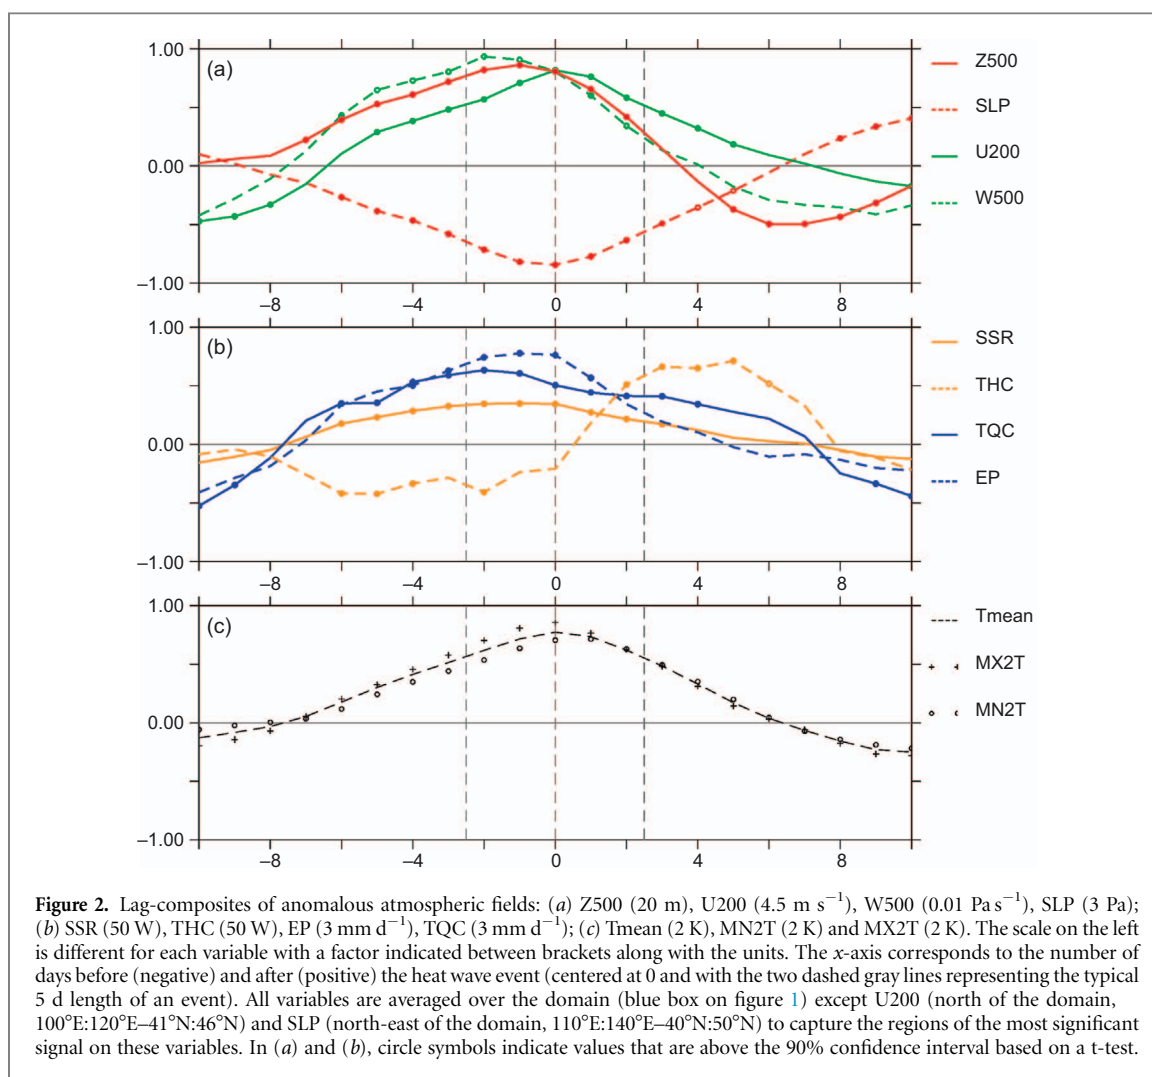 1.00
(a)
0.00
−1.00
−8
−4
0
4
8
Z500
SLP
U200
W500
1.00
(b)
0.00
−1.00
−8
−4
0
4
8
SSR
THC
TQC
EP
1.00
(c)
0.00
−1.00
−8
−4
0
4
8
Tmean
MX2T
MN2T
Figure 2. Lag-composites of anomalous atmospheric fields: (a) Z500 (20 m), U200 (4.5 m s−1), W500 (0.01 Pa s−1), SLP (3 Pa);
(b) SSR (50 W), THC (50 W), EP (3 mm d−1), TQC (3 mm d−1); (c) Tmean (2 K), MN2T (2 K) and MX2T (2 K). The scale on the left
is different for each variable with a factor indicated between brackets along with the units. The x-axis corresponds to the number of
days before (negative) and after (positive) the heat wave event (centered at 0 and with the two dashed gray lines representing the typical
5 d length of an event). All variables are averaged over the domain (blue box on figure 1) except U200 (north of the domain,
100°E:120°E–41°N:46°N) and SLP (north-east of the domain, 110°E:140°E–40°N:50°N) to capture the regions of the most significant
signal on these variables. In (a) and (b), circle symbols indicate values that are above the 90% confidence interval based on a t-test.